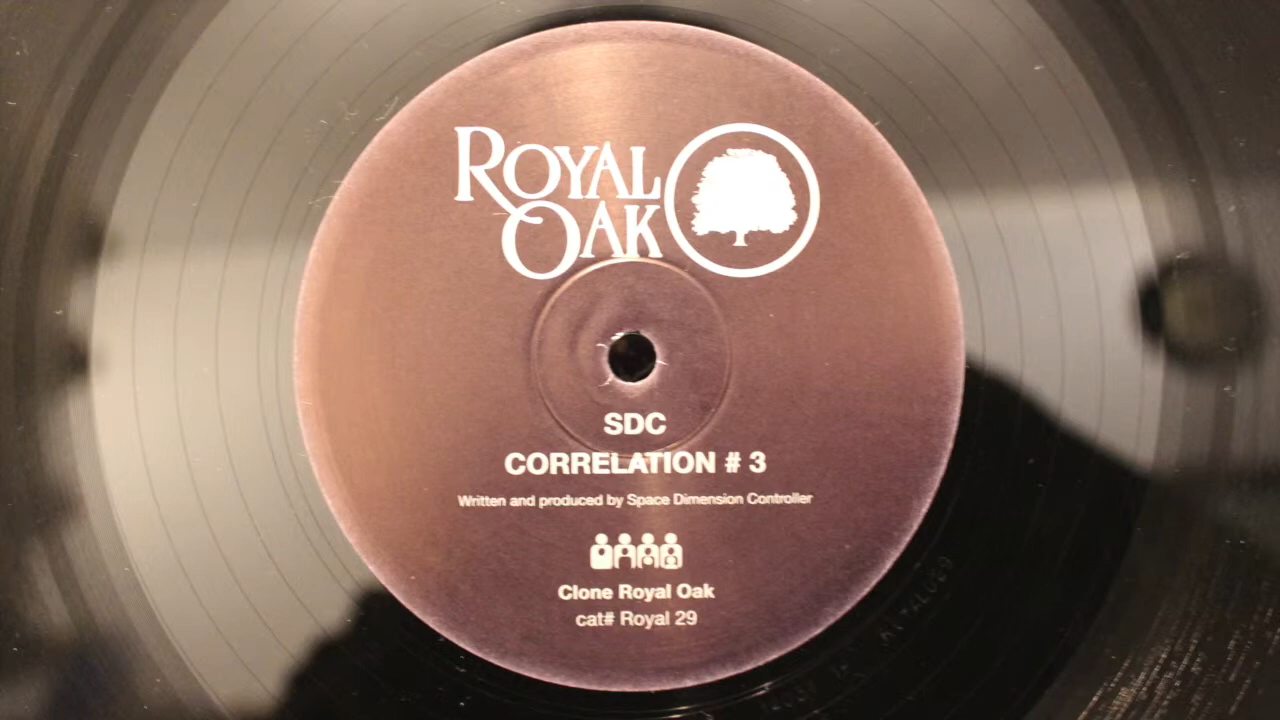 ROYAL
OAK
SDC
CORRELATION # 3
Written and produced by Space Dimension Controller
Clone Royal Oak
cat# Royal 29